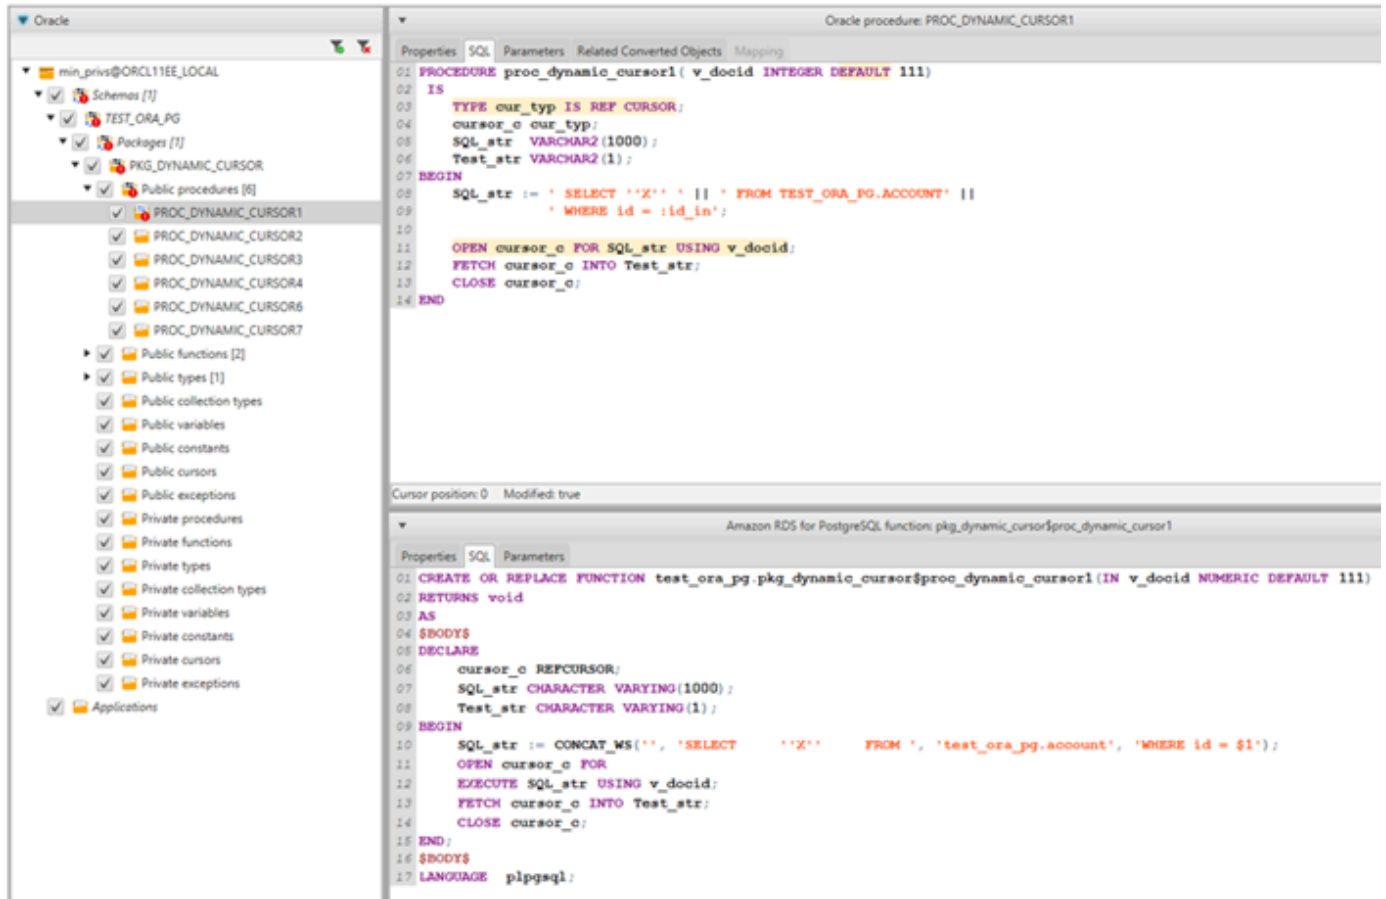 Oracle
min_privs@ORCL11EE_LOCAL
Schemas [1]
TEST_ORA_PG
Packages [1]
PKG_DYNAMIC_CURSOR
Public procedures [6]
PROC_DYNAMIC_CURSOR1
PROC_DYNAMIC_CURSOR2
PROC_DYNAMIC_CURSOR3
PROC_DYNAMIC_CURSOR4
PROC_DYNAMIC_CURSOR6
PROC_DYNAMIC_CURSOR7
Public functions [2]
Public types [1]
Public collection types
Public variables
Public constants
Public cursors
Public exceptions
Private procedures
Private functions
Private types
Private collection types
Private variables
Private constants
Private cursors
Private exceptions
Applications
Oracle procedure: PROC_DYNAMIC_CURSOR1
Properties SQL Parameters Related Converted Objects Mapping
01 PROCEDURE proc_dynamic_cursor1( v_docid INTEGER DEFAULT 111)
02 IS
03 TYPE cur_typ IS REF CURSOR;
04 cursor_c cur_typ;
05 SQL_str VARCHAR2(1000);
06 Test_str VARCHAR2(1);
07 BEGIN
08 SQL_str := ' SELECT ''X'' ' || ' FROM TEST_ORA_PG.ACCOUNT' ||
09 ' WHERE id = :id_in';
10
11 OPEN cursor_c FOR SQL_str USING v_docid;
12 FETCH cursor_c INTO Test_str;
13 CLOSE cursor_c;
14 END
Cursor position: 0 Modified: true
Amazon RDS for PostgreSQL function: pkg_dynamic_cursor$proc_dynamic_cursor1
Properties SQL Parameters
01 CREATE OR REPLACE FUNCTION test_ora_pg.pkg_dynamic_cursor$proc_dynamic_cursor1(IN v_docid NUMERIC DEFAULT 111)
02 RETURNS void
03 AS
04 $BODY$
05 DECLARE
06 cursor_c REFCURSOR;
07 SQL_str CHARACTER VARYING(1000);
08 Test_str CHARACTER VARYING(1);
09 BEGIN
10 SQL_str := CONCAT_WS('', 'SELECT ''X'' FROM ', 'test_ora_pg.account', 'WHERE id = $1');
11 OPEN cursor_c FOR
12 EXECUTE SQL_str USING v_docid;
13 FETCH cursor_c INTO Test_str;
14 CLOSE cursor_c;
15 END;
16 $BODY$
17 LANGUAGE plpgsql;